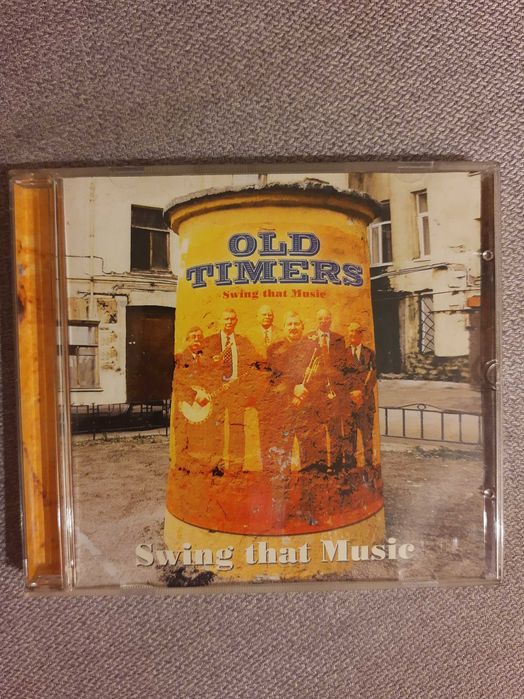 OLD
TIMERS
Swing that Music
Swing that Music